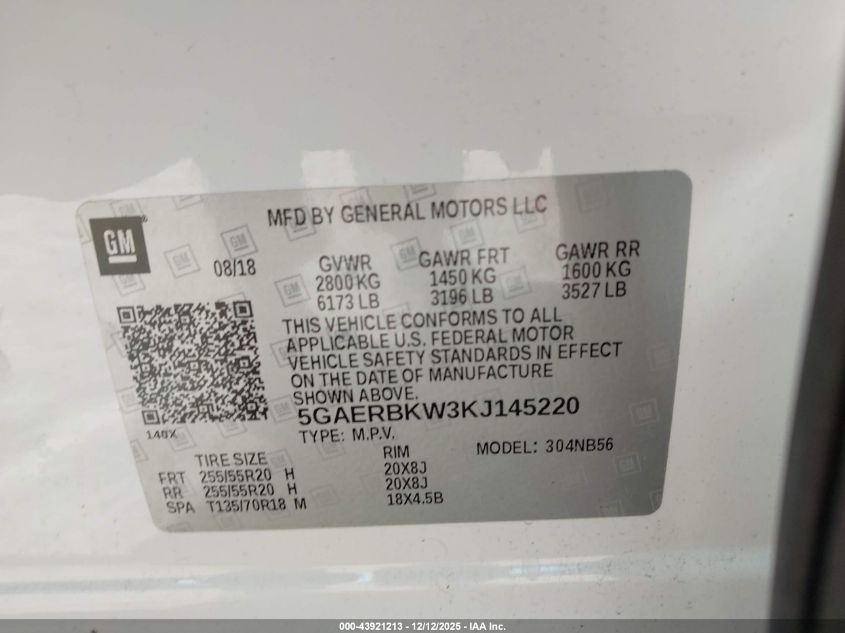 MFD BY GENERAL MOTORS LLC
GM®
08/18
GVWR GAWR FRT GAWR RR
2800 KG 1450 KG 1600 KG
6173 LB 3196 LB 3527 LB
THIS VEHICLE CONFORMS TO ALL
APPLICABLE U.S. FEDERAL MOTOR
VEHICLE SAFETY STANDARDS IN EFFECT
ON THE DATE OF MANUFACTURE
SHOWN ABOVE.
5GAERBKW3KJ145220
140X
TYPE: M.P.V. MODEL: 304NB56
TIRE SIZE RIM
FRT 255/55R20 H 20X8J
RR 255/55R20 H 20X8J
SPA T135/70R18 M 18X4.5B
000-43921213 - 12/12/2025 - IAA Inc.